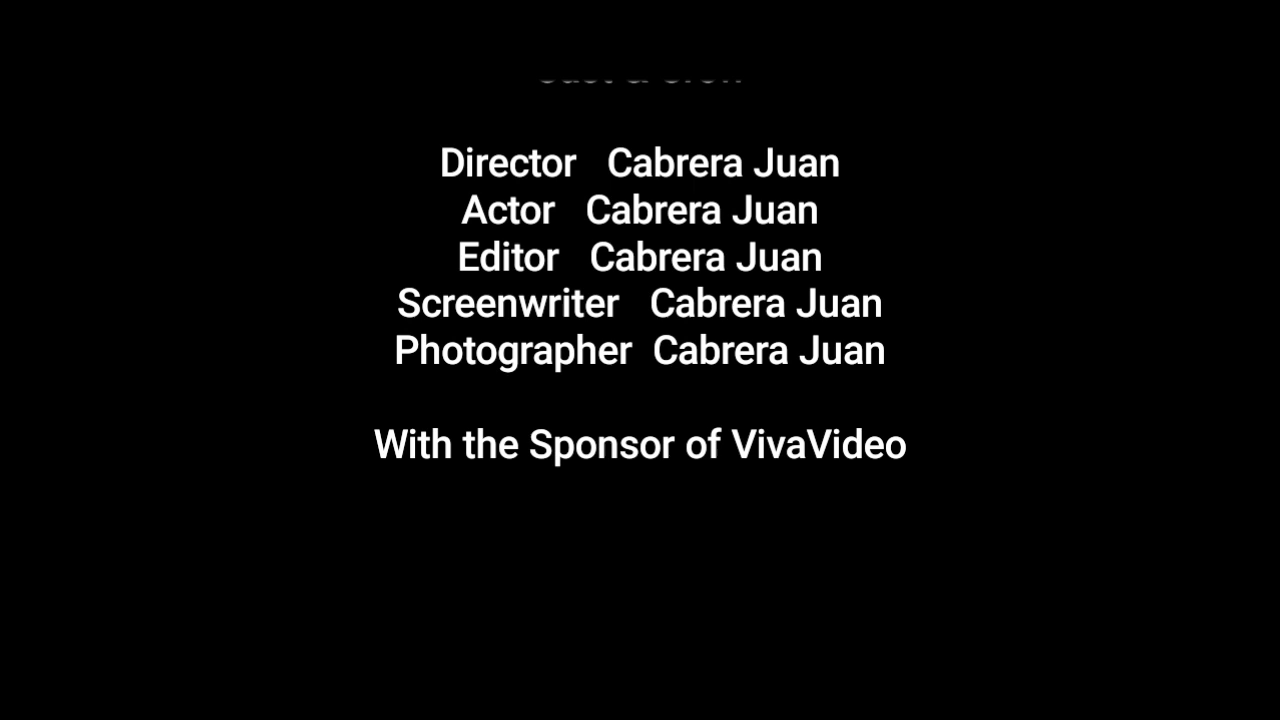 Director Cabrera Juan
Actor Cabrera Juan
Editor Cabrera Juan
Screenwriter Cabrera Juan
Photographer Cabrera Juan
With the Sponsor of VivaVideo